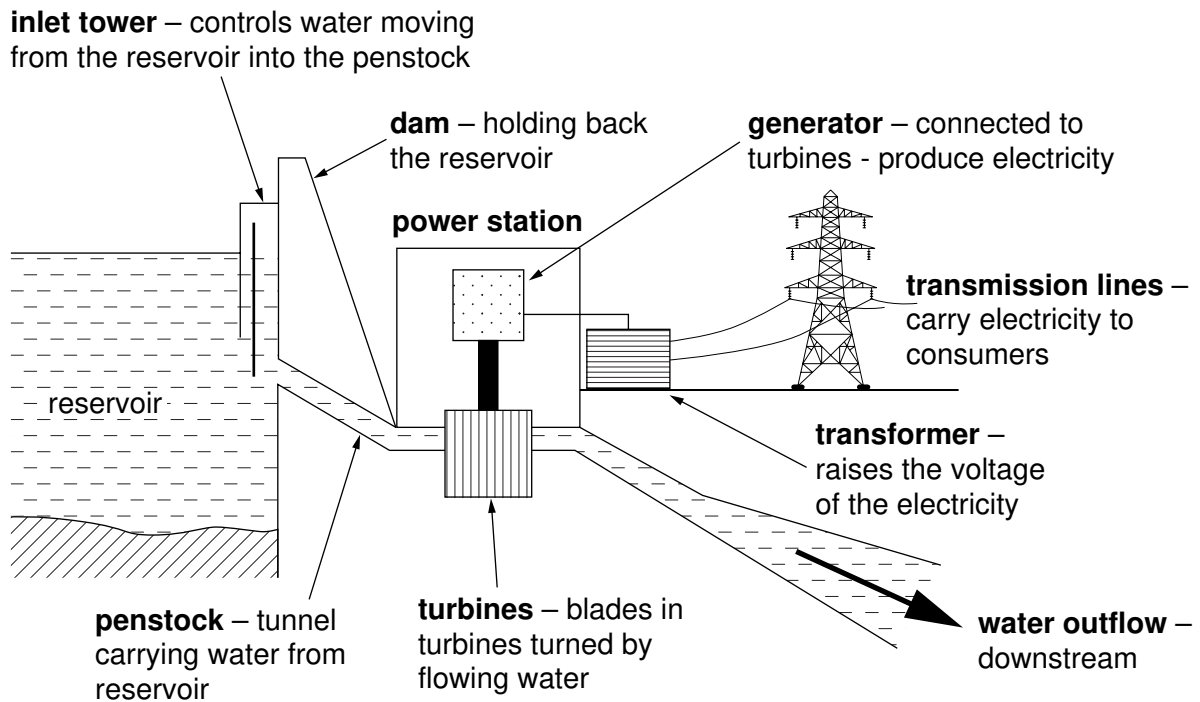 inlet tower – controls water moving
from the reservoir into the penstock
dam – holding back
the reservoir
generator – connected to
turbines - produce electricity
power station
transmission lines –
carry electricity to
consumers
reservoir
transformer –
raises the voltage
of the electricity
penstock – tunnel
carrying water from
reservoir
turbines – blades in
turbines turned by
flowing water
water outflow –
downstream